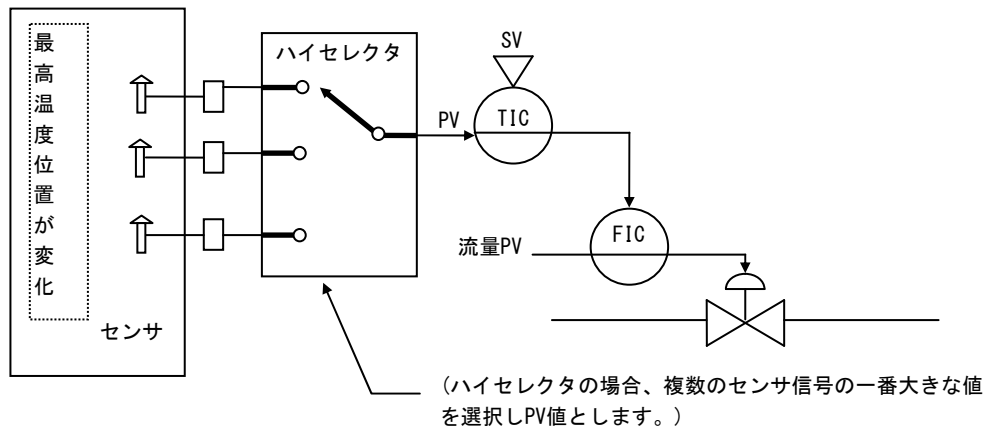 最高温度位置が変化
センサ
ハイセレクタ
PV
SV
TIC
FIC
流量PV
(ハイセレクタの場合、複数のセンサ信号の一番大きな値
を選択しPV値とします。)